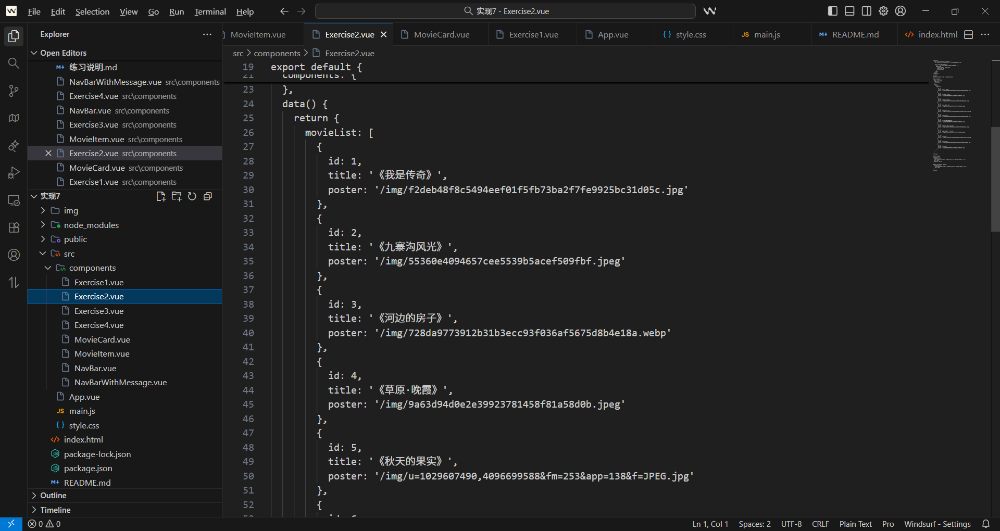 File Edit Selection View Go Run Terminal Help
实现7 - Exercise2.vue
Explorer
Open Editors
练习说明.md
NavBarWithMessage.vue src\components
Exercise4.vue src\components
NavBar.vue src\components
Exercise3.vue src\components
MovieItem.vue src\components
Exercise2.vue src\components
MovieCard.vue src\components
Exercise1.vue src\components
实现7
img
node_modules
public
src
components
Exercise1.vue
Exercise2.vue
Exercise3.vue
Exercise4.vue
MovieCard.vue
MovieItem.vue
NavBar.vue
NavBarWithMessage.vue
App.vue
JS main.js
{ } style.css
</> index.html
package-lock.json
package.json
M↓ README.md
Outline
Timeline
MovieItem.vue Exercise2.vue MovieCard.vue Exercise1.vue App.vue { } style.css JS main.js M↓ README.md </> index.html
src > components > Exercise2.vue
19 export default {
21 components: {
23 },
24 data() {
25 return {
26 movieList: [
27 {
28 id: 1,
29 title: '《我是传奇》',
30 poster: '/img/f2deb48f8c5494eef01f5fb73ba2f7fe9925bc31d05c.jpg'
31 },
32 {
33 id: 2,
34 title: '《九寨沟风光》',
35 poster: '/img/55360e4094657cee5539b5acef509fbf.jpeg'
36 },
37 {
38 id: 3,
39 title: '《河边的房子》',
40 poster: '/img/728da9773912b31b3ecc93f036af5675d8b4e18a.webp'
41 },
42 {
43 id: 4,
44 title: '《草原·晚霞》',
45 poster: '/img/9a63d94d0e2e39923781458f81a58d0b.jpeg'
46 },
47 {
48 id: 5,
49 title: '《秋天的果实》',
50 poster: '/img/u=1029607490,4096699588&fm=253&app=138&f=JPEG.jpg'
51 },
52 {
0 0
Ln 1, Col 1 Spaces: 2 UTF-8 CRLF Plain Text Pro Windsurf - Settings